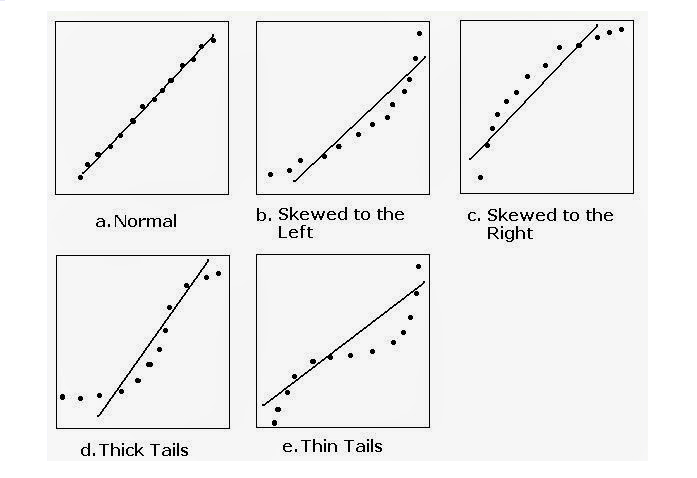 a. Normal
b. Skewed to the
Left
c. Skewed to the
Right
d. Thick Tails
e. Thin Tails